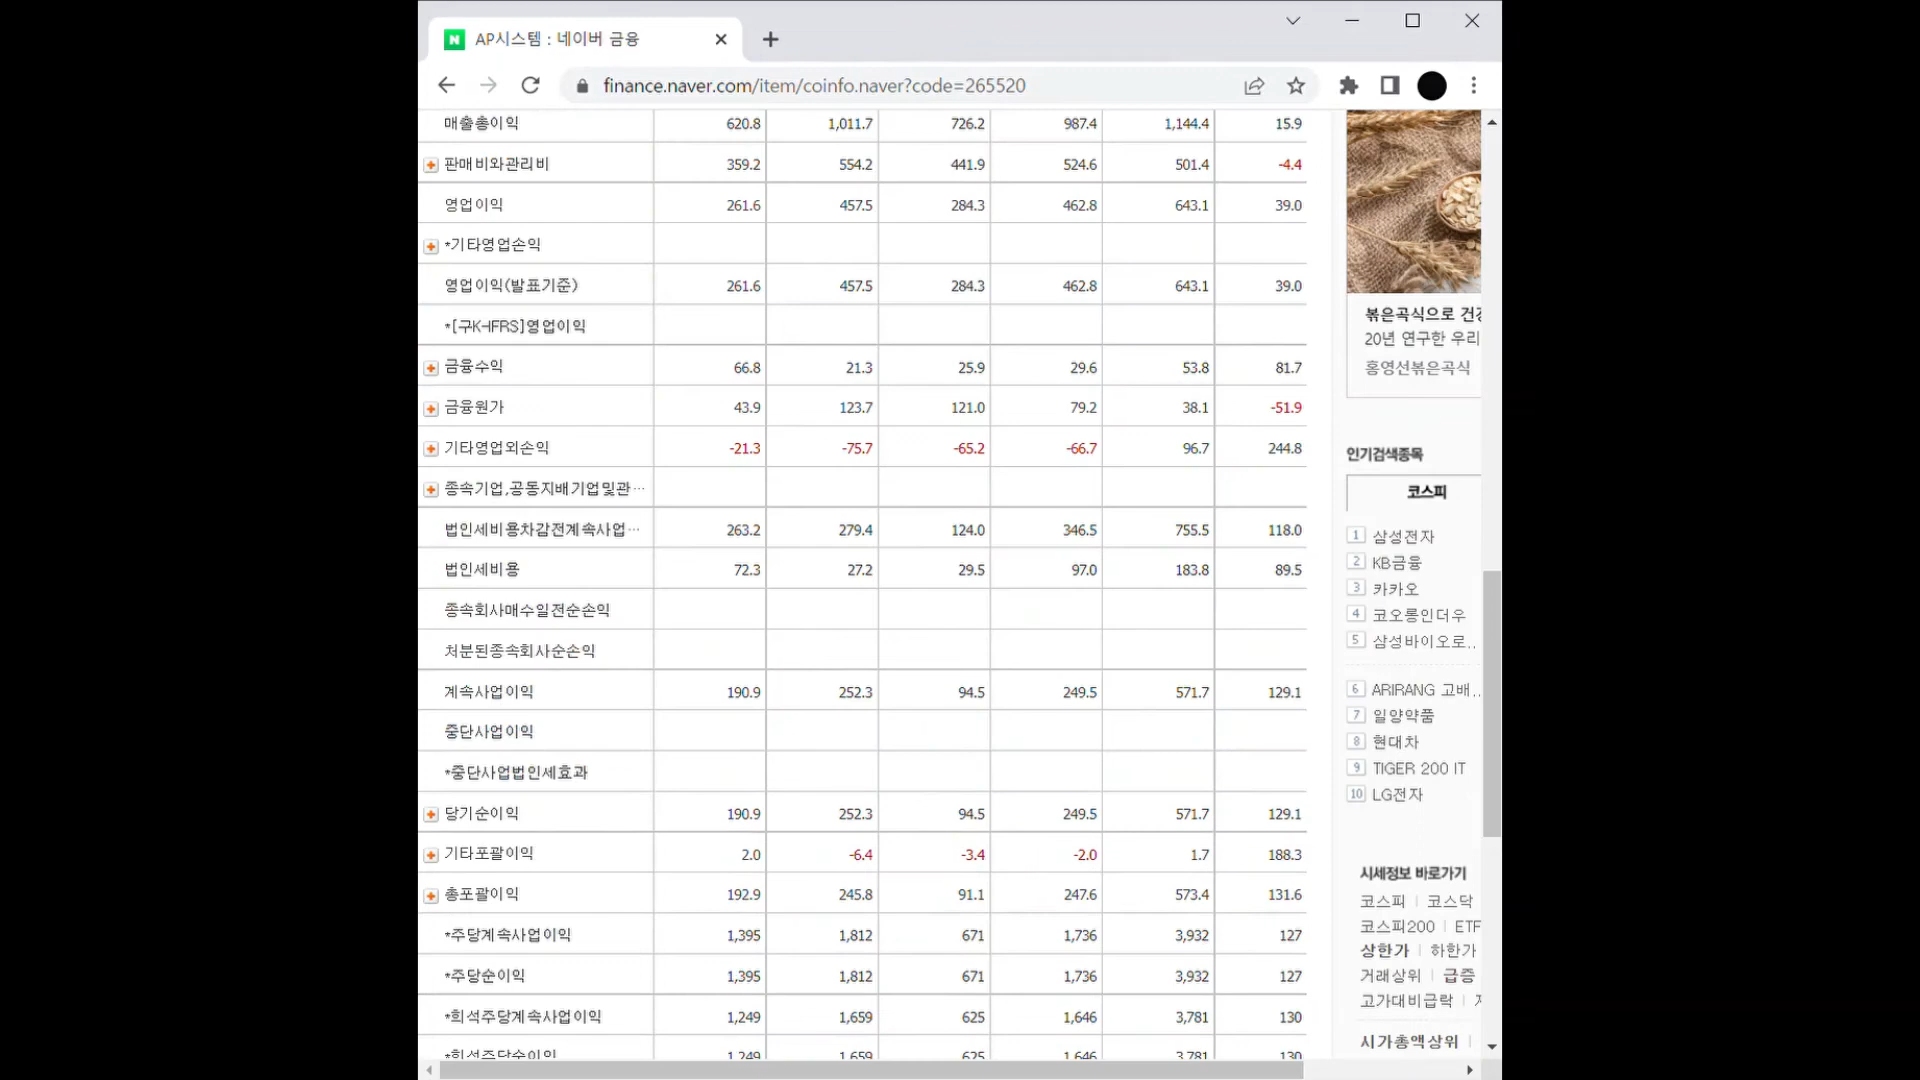 AP시스템 : 네이버 금융
finance.naver.com/item/coinfo.naver?code=265520
매출총이익 620.8 1,011.7 726.2 987.4 1,144.4 15.9
판매비와관리비 359.2 554.2 441.9 524.6 501.4 -4.4
영업이익 261.6 457.5 284.3 462.8 643.1 39.0
*기타영업손익
영업이익(발표기준) 261.6 457.5 284.3 462.8 643.1 39.0
*[구K-IFRS]영업이익
금융수익 66.8 21.3 25.9 29.6 53.8 81.7
금융원가 43.9 123.7 121.0 79.2 38.1 -51.9
기타영업외손익 -21.3 -75.7 -65.2 -66.7 96.7 244.8
종속기업,공동지배기업및관…
법인세비용차감전계속사업… 263.2 279.4 124.0 346.5 755.5 118.0
법인세비용 72.3 27.2 29.5 97.0 183.8 89.5
종속회사매수일전순손익
처분된종속회사순손익
계속사업이익 190.9 252.3 94.5 249.5 571.7 129.1
중단사업이익
*중단사업법인세효과
당기순이익 190.9 252.3 94.5 249.5 571.7 129.1
기타포괄이익 2.0 -6.4 -3.4 -2.0 1.7 188.3
총포괄이익 192.9 245.8 91.1 247.6 573.4 131.6
*주당계속사업이익 1,395 1,812 671 1,736 3,932 127
*주당순이익 1,395 1,812 671 1,736 3,932 127
*희석주당계속사업이익 1,249 1,659 625 1,646 3,781 130
*희석주당순이익 1,249 1,659 625 1,646 3,781 130
볶은곡식으로 건강
20년 연구한 우리
홍영선볶은곡식
인기검색종목
코스피
1 삼성전자
2 KB금융
3 카카오
4 코오롱인더우
5 삼성바이오로..
6 ARIRANG 고배..
7 일양약품
8 현대차
9 TIGER 200 IT
10 LG전자
시세정보 바로가기
코스피 | 코스닥
코스피200 | ETF
상한가 | 하한가
거래상위 | 급증
고가대비급락 |
시가총액상위 |